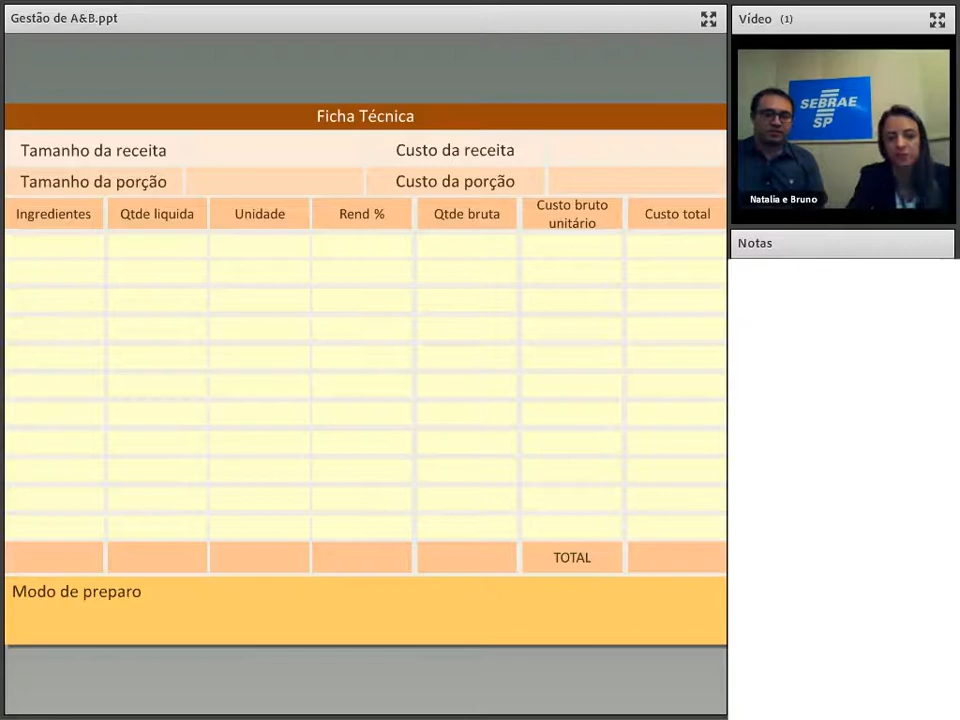 Gestão de A&B.ppt
Vídeo (1)
SEBRAE
SP
Natalia e Bruno
Notas
Ficha Técnica
Tamanho da receita Custo da receita
Tamanho da porção Custo da porção
Ingredientes Qtde liquida Unidade Rend % Qtde bruta Custo bruto unitário Custo total
TOTAL
Modo de preparo